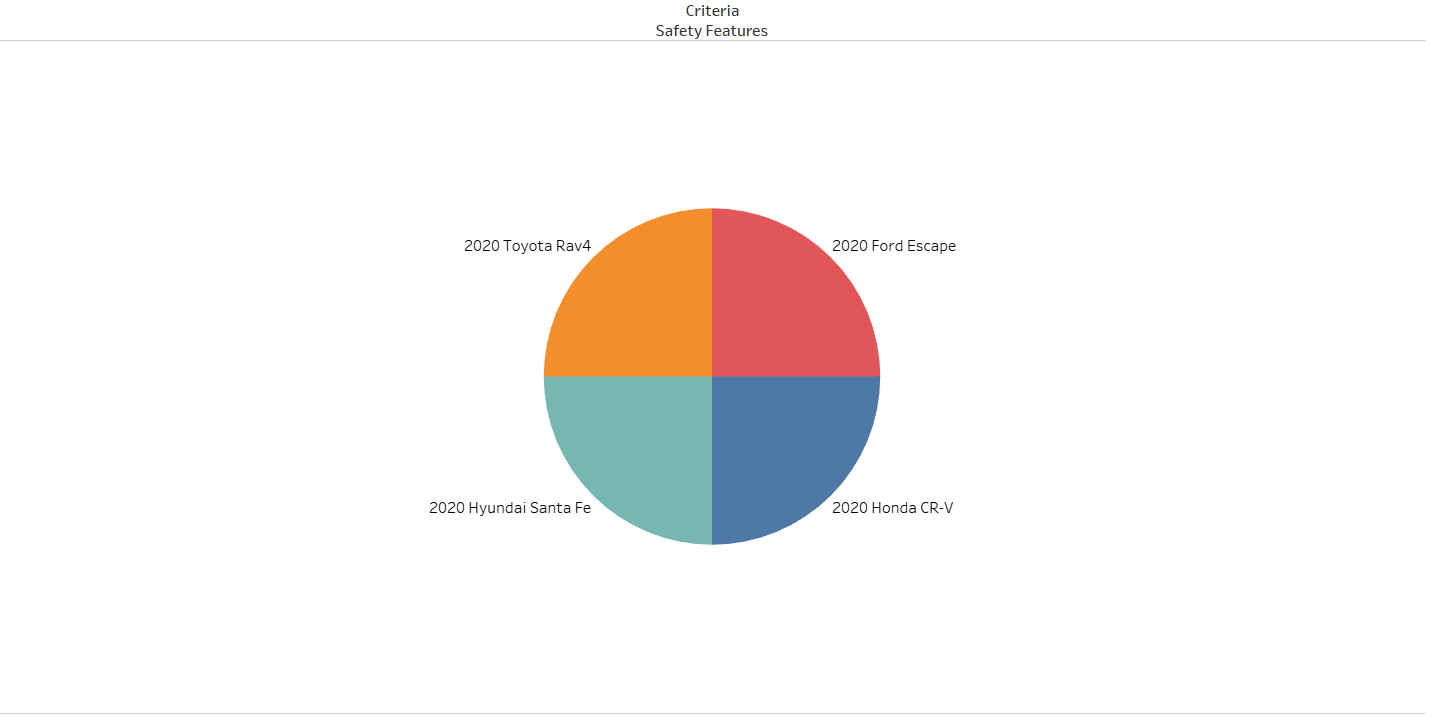 Criteria
Safety Features
2020 Toyota Rav4
2020 Ford Escape
2020 Hyundai Santa Fe
2020 Honda CR-V